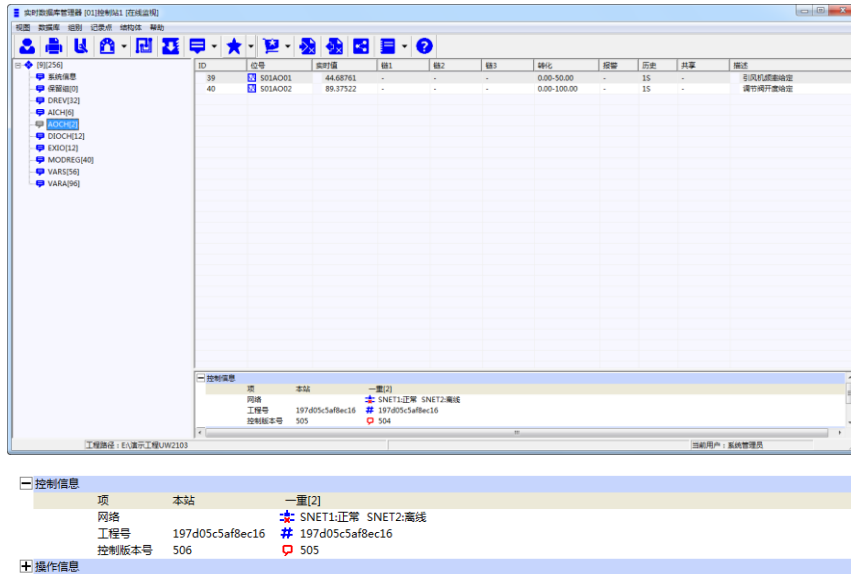 实时数据库管理器 [01]控制站1 [在线监视]
视图 数据库 组别 记录点 结构体 帮助
[9][256]
系统信息
保留组[0]
DREV[32]
AICH[6]
AOCH[2]
DIOCH[12]
EXIO[12]
MODREG[40]
VARS[56]
VARA[96]
ID 位号 实时值 链1 链2 链3 转化 报警 历史 共享 描述
39 S01AO01 44.68761 - - - 0.00-50.00 - 1S - 引风机频率给定
40 S01AO02 89.37522 - - - 0.00-100.00 - 1S - 调节阀开度给定
控制信息
项 本站 一重[2]
网络 SNET1:正常 SNET2:离线
工程号 197d05c5af8ec16 # 197d05c5af8ec16
控制版本号 505 504
工程路径：E:\演示工程UW2103 当前用户：系统管理员
控制信息
项 本站 一重[2]
网络 SNET1:正常 SNET2:离线
工程号 197d05c5af8ec16 # 197d05c5af8ec16
控制版本号 506 505
操作信息